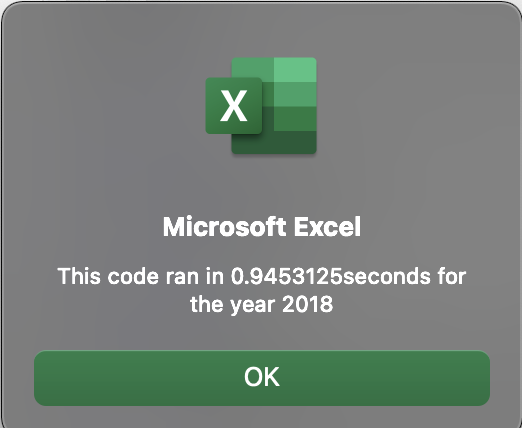 X
Microsoft Excel
This code ran in 0.9453125seconds for
the year 2018
OK